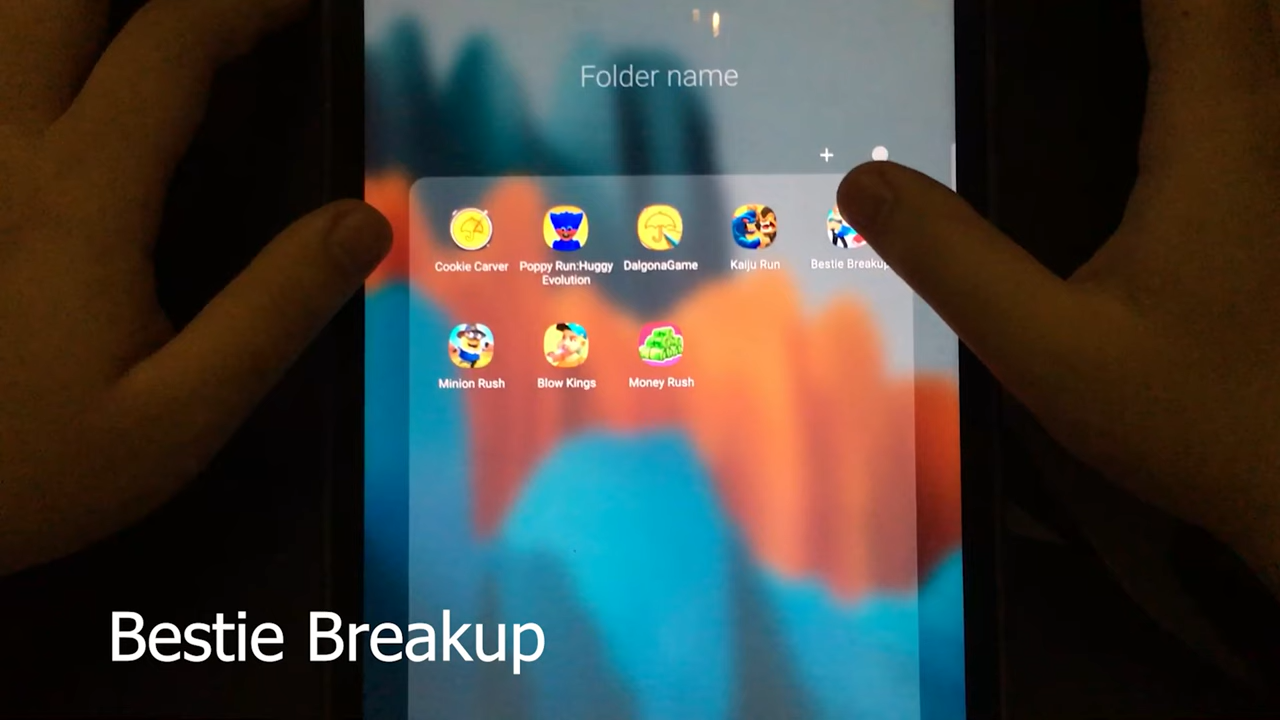 Folder name
Cookie Carver
Poppy Run:Huggy
Evolution
DalgonaGame
Kaiju Run
Bestie Breakup
Minion Rush
Blow Kings
Money Rush
Bestie Breakup